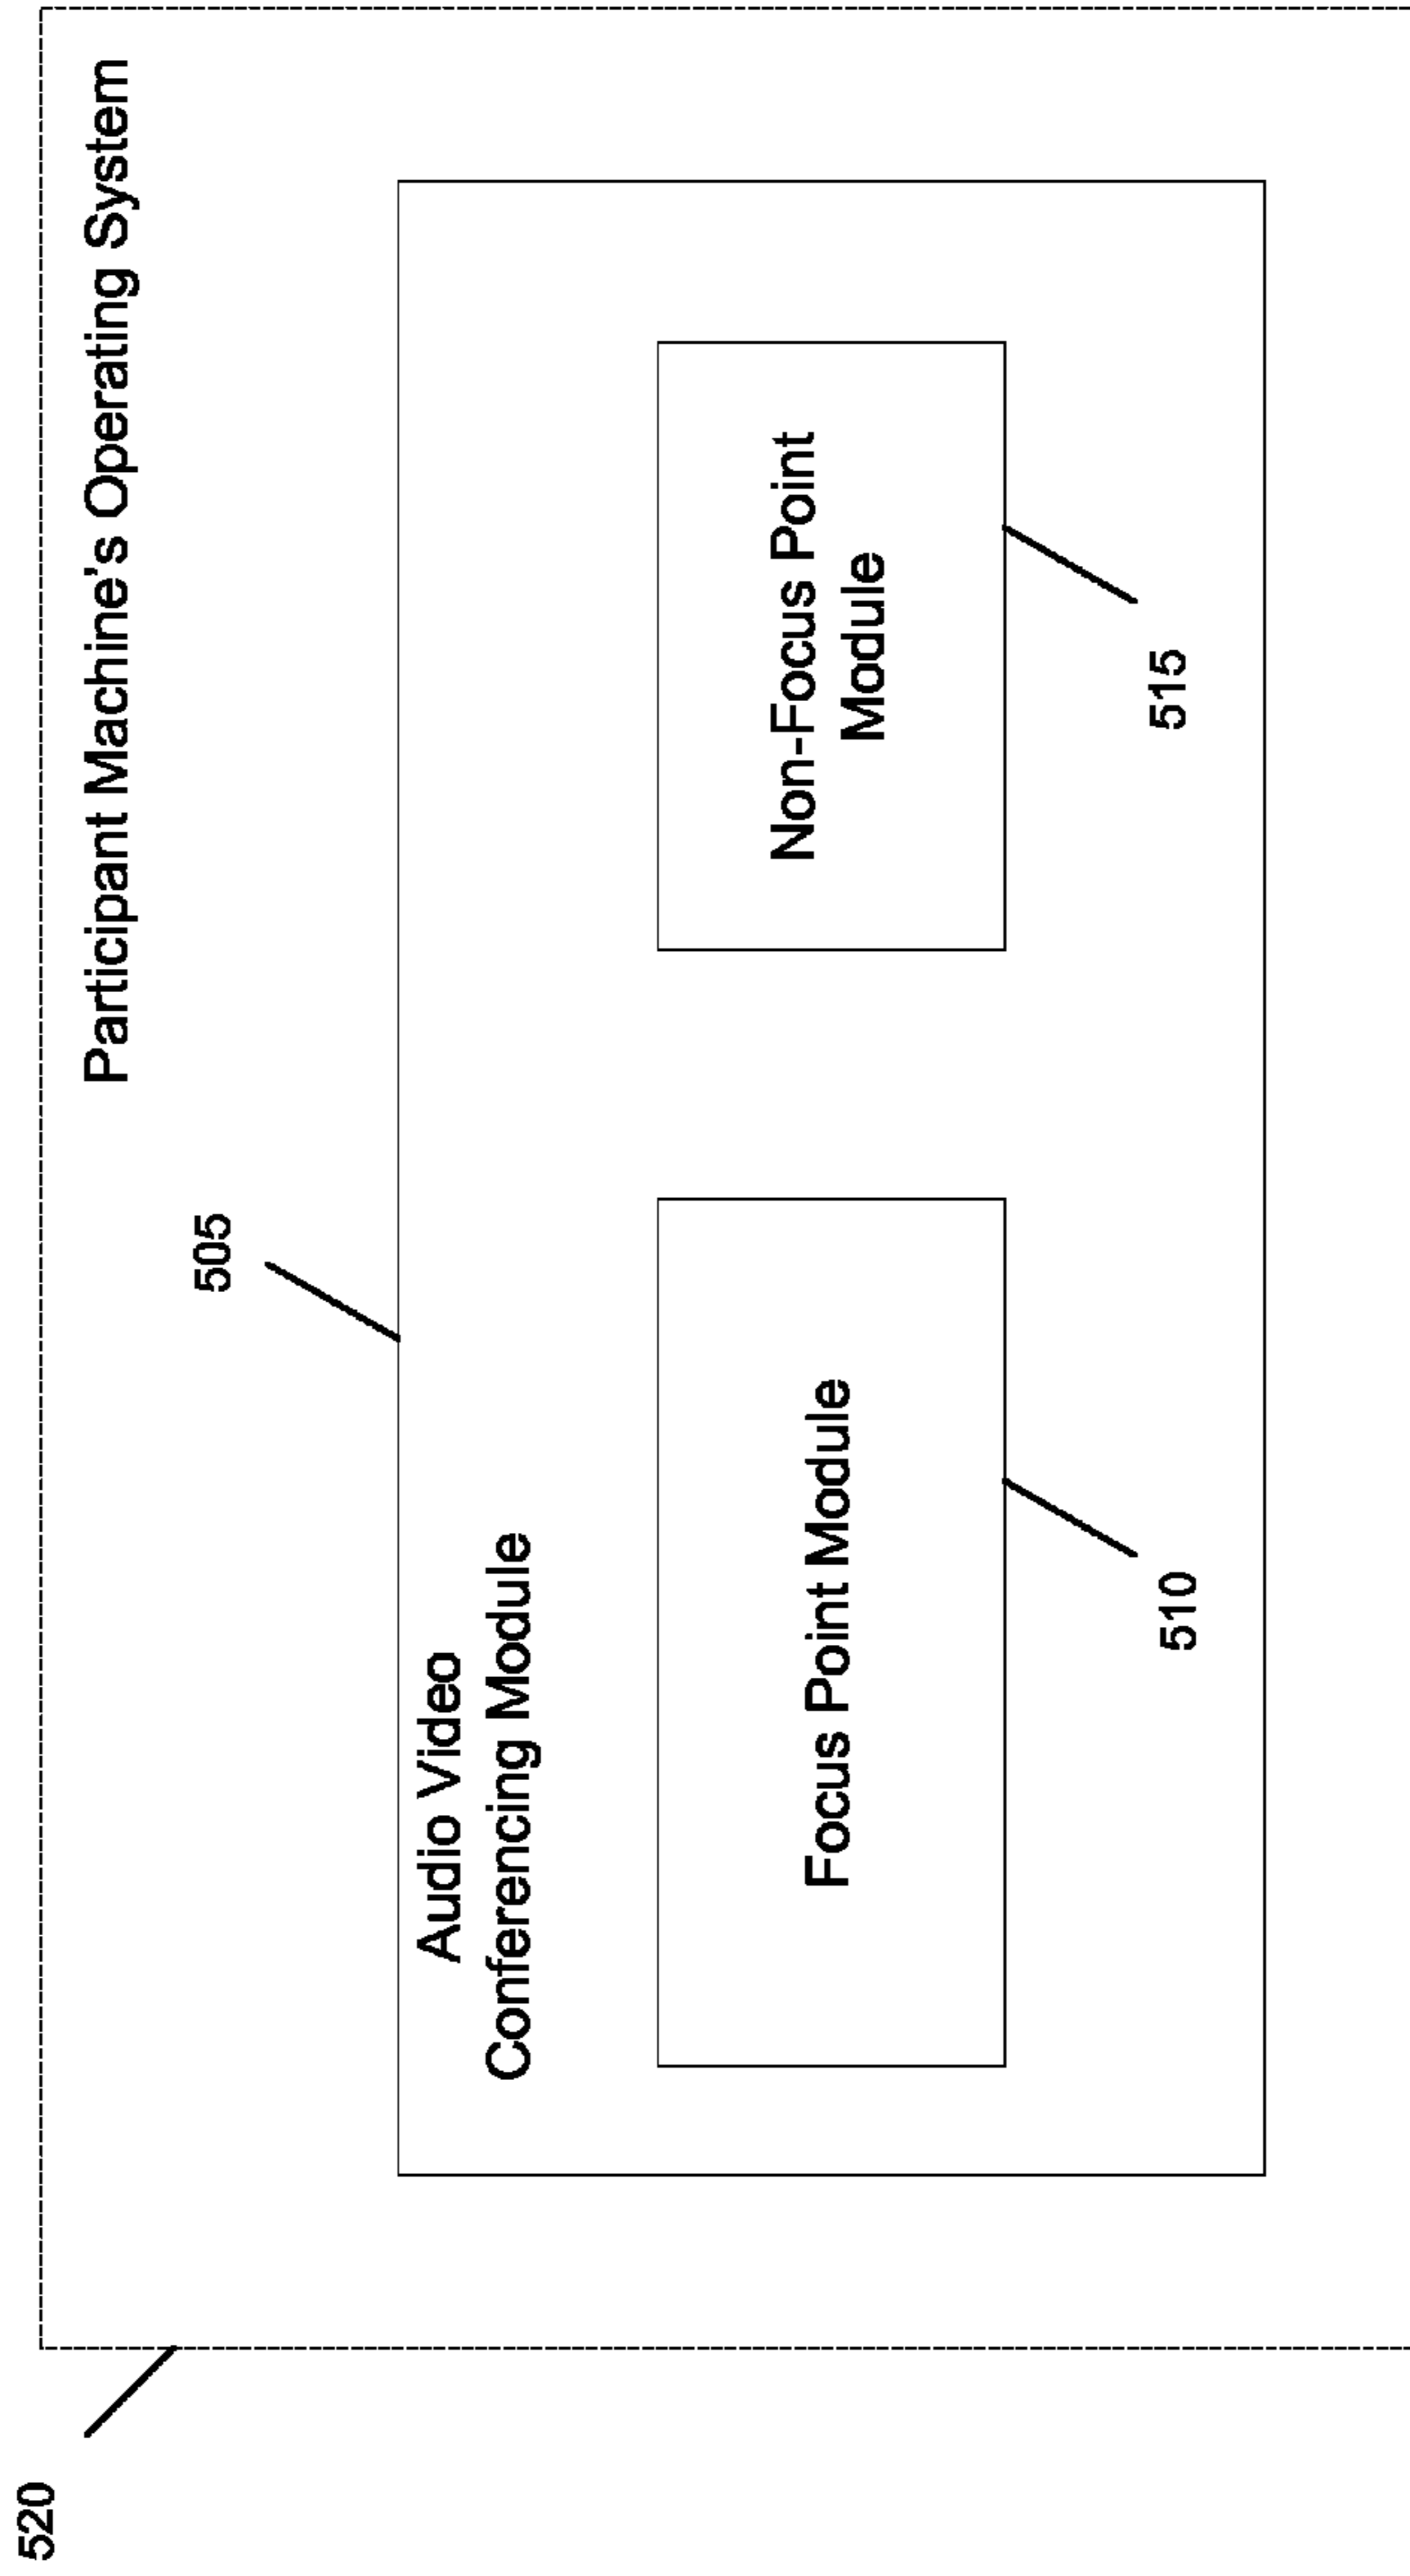 520
Participant Machine's Operating System
505
Audio Video
Conferencing Module
Focus Point Module
Non-Focus Point
Module
510
515